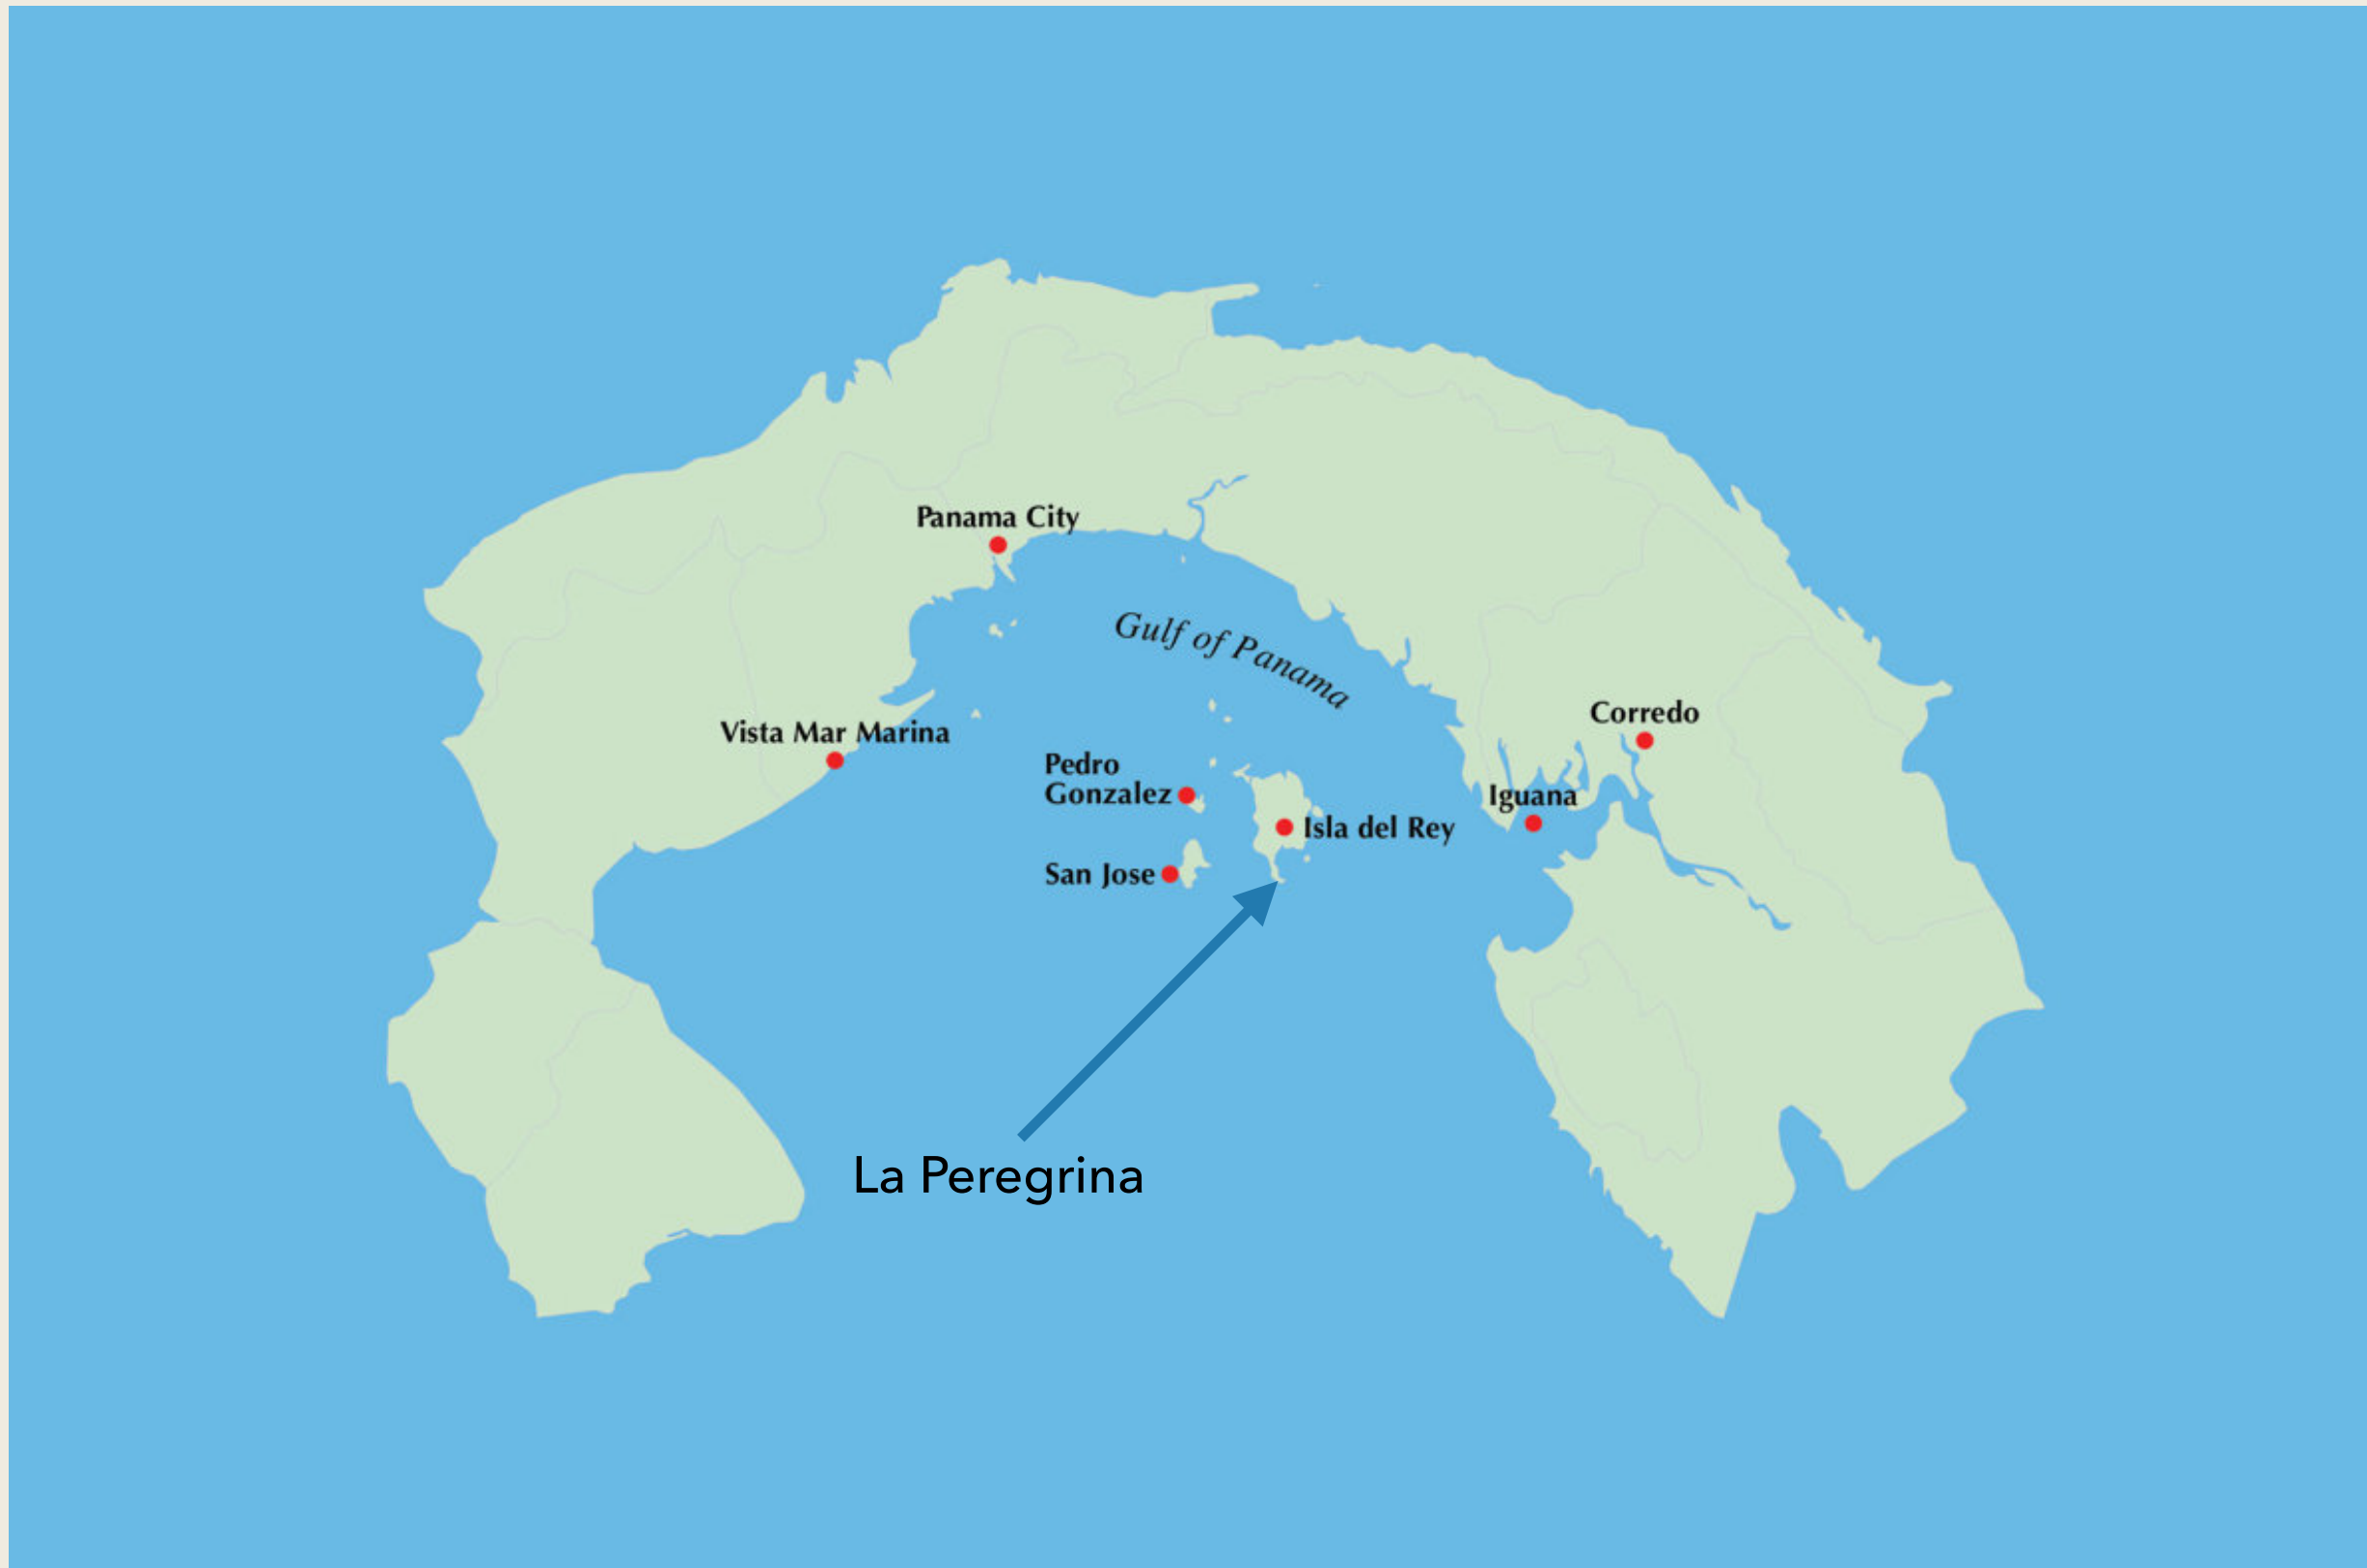 Panama City
Gulf of Panama
Corredo
Vista Mar Marina
Pedro
Gonzalez
Iguana
Isla del Rey
San Jose
La Peregrina